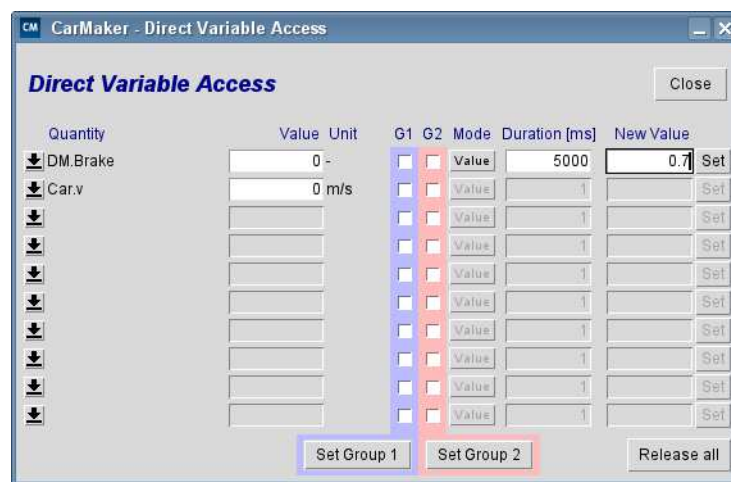 CM CarMaker - Direct Variable Access
Direct Variable Access
Close
Quantity Value Unit G1 G2 Mode Duration [ms] New Value
DM.Brake 0 - Value 5000 0.7 Set
Car.v 0 m/s Value 1 Set
Value 1 Set
Value 1 Set
Value 1 Set
Value 1 Set
Value 1 Set
Value 1 Set
Value 1 Set
Value 1 Set
Set Group 1 Set Group 2 Release all